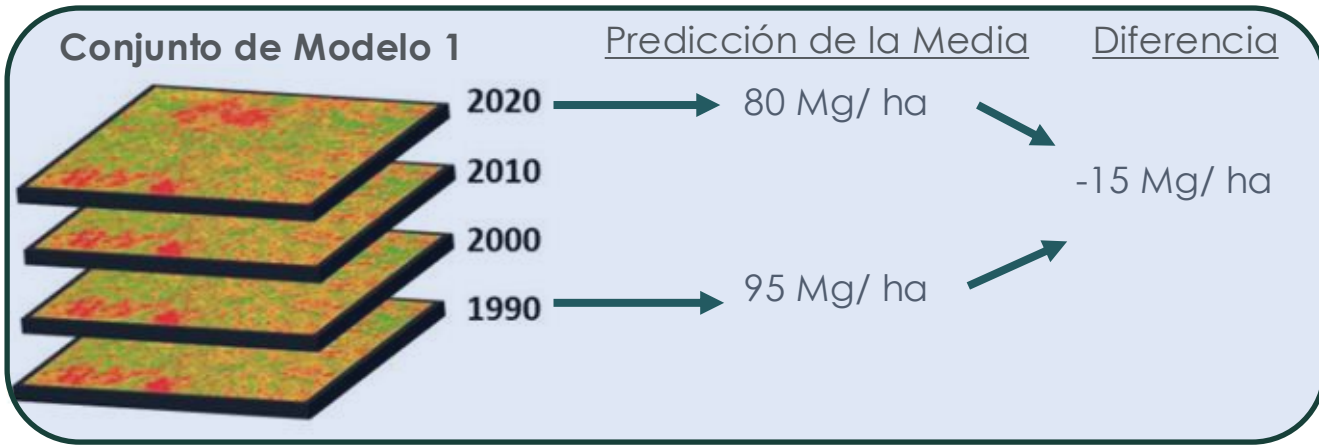 Conjunto de Modelo 1
Predicción de la Media
Diferencia
2020
80 Mg/ ha
2010
-15 Mg/ ha
2000
95 Mg/ ha
1990